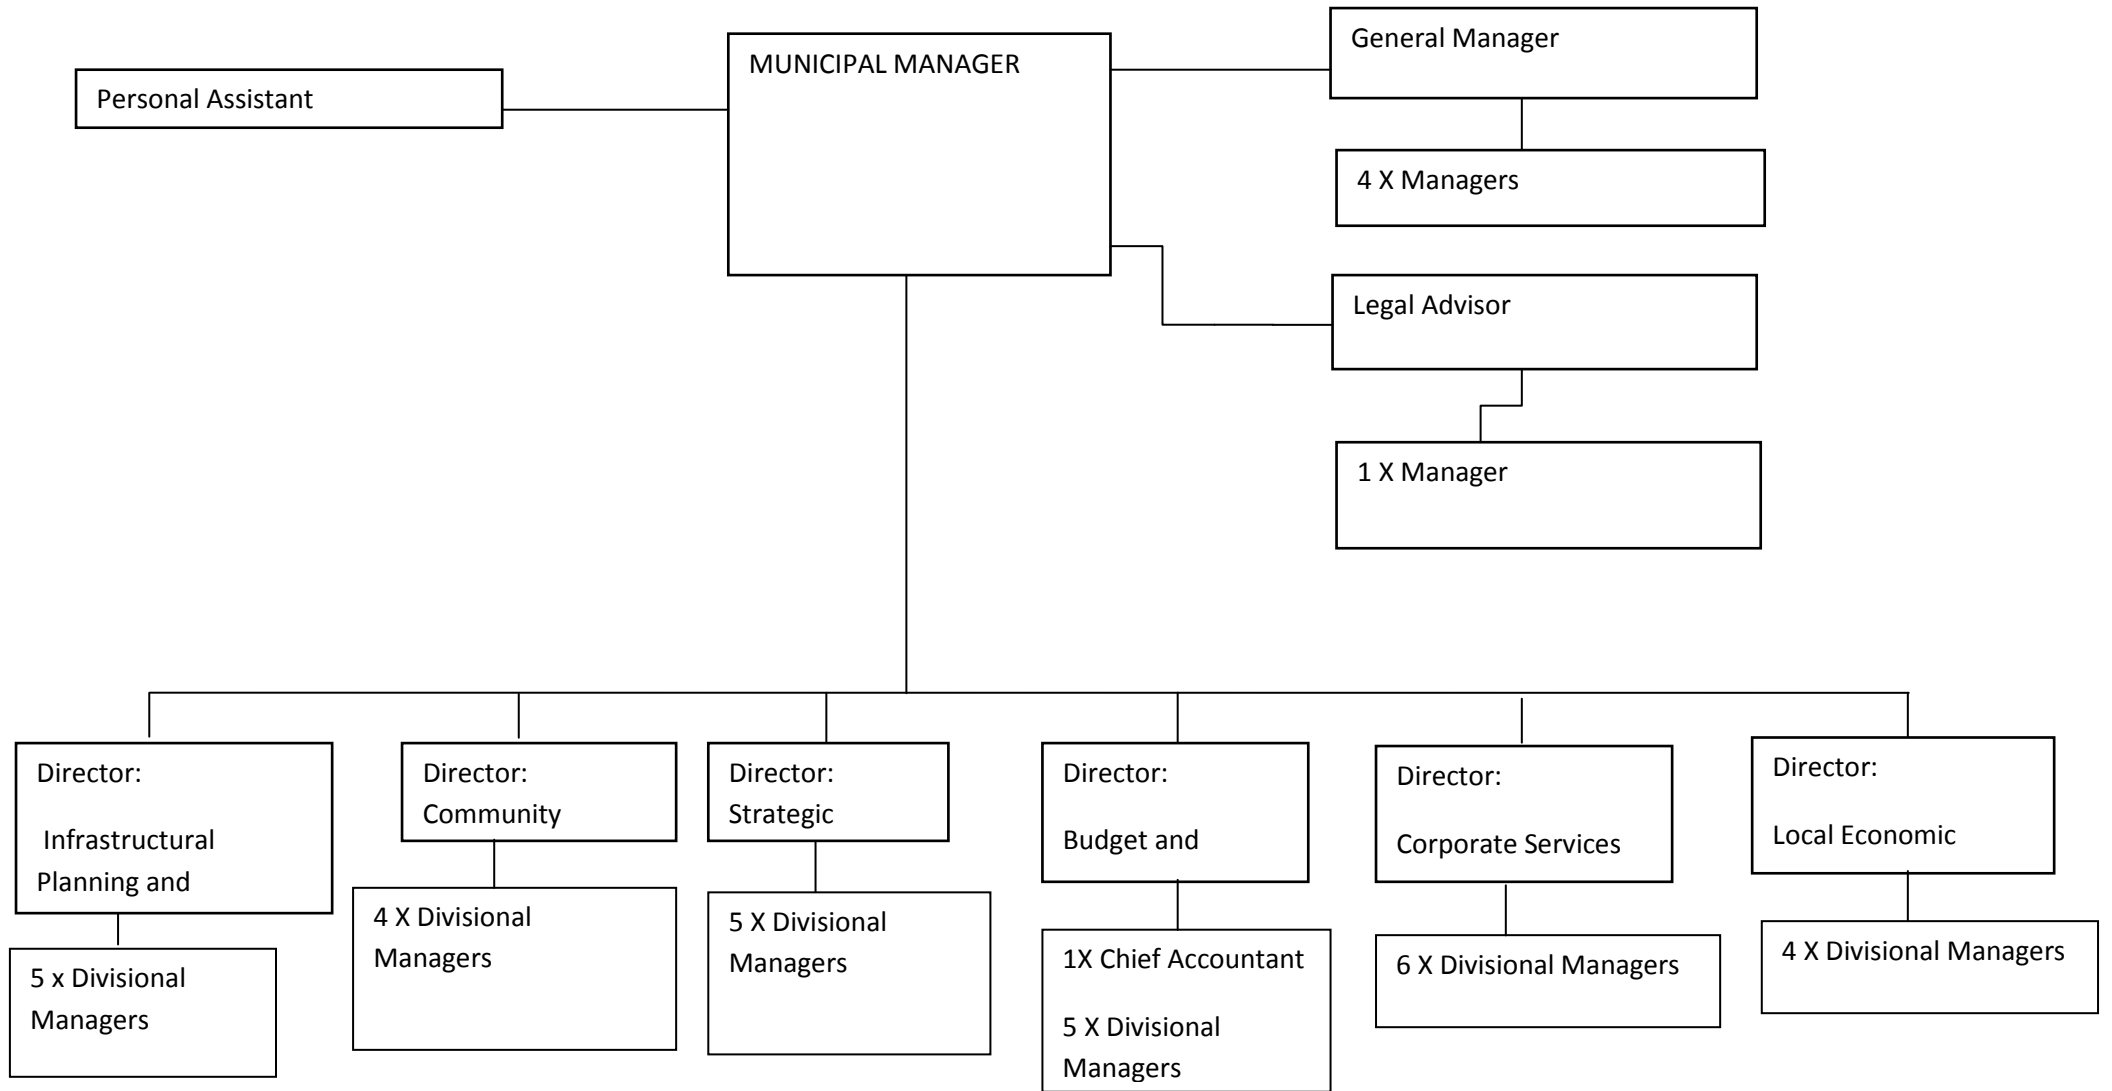 General Manager
MUNICIPAL MANAGER
Personal Assistant
4 X Managers
Legal Advisor
1 X Manager
Director:
Infrastructural
Planning and
Director:
Community
Director:
Strategic
Director:
Budget and
Director:
Corporate Services
Director:
Local Economic
5 x Divisional
Managers
4 X Divisional
Managers
5 X Divisional
Managers
1X Chief Accountant
5 X Divisional
Managers
6 X Divisional Managers
4 X Divisional Managers